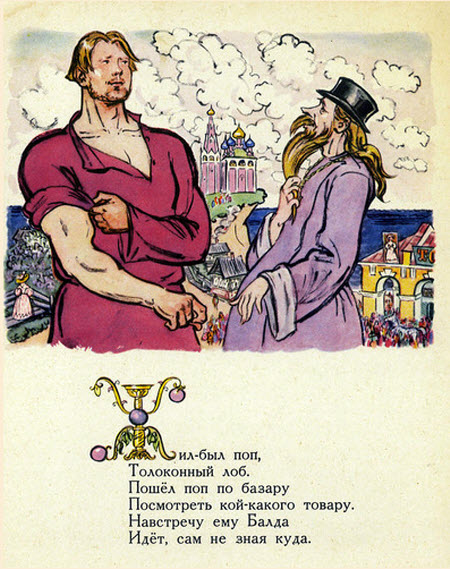 Жил-был поп,
Толоконный лоб.
Пошёл поп по базару
Посмотреть кой-какого товару.
Навстречу ему Балда
Идёт, сам не зная куда.